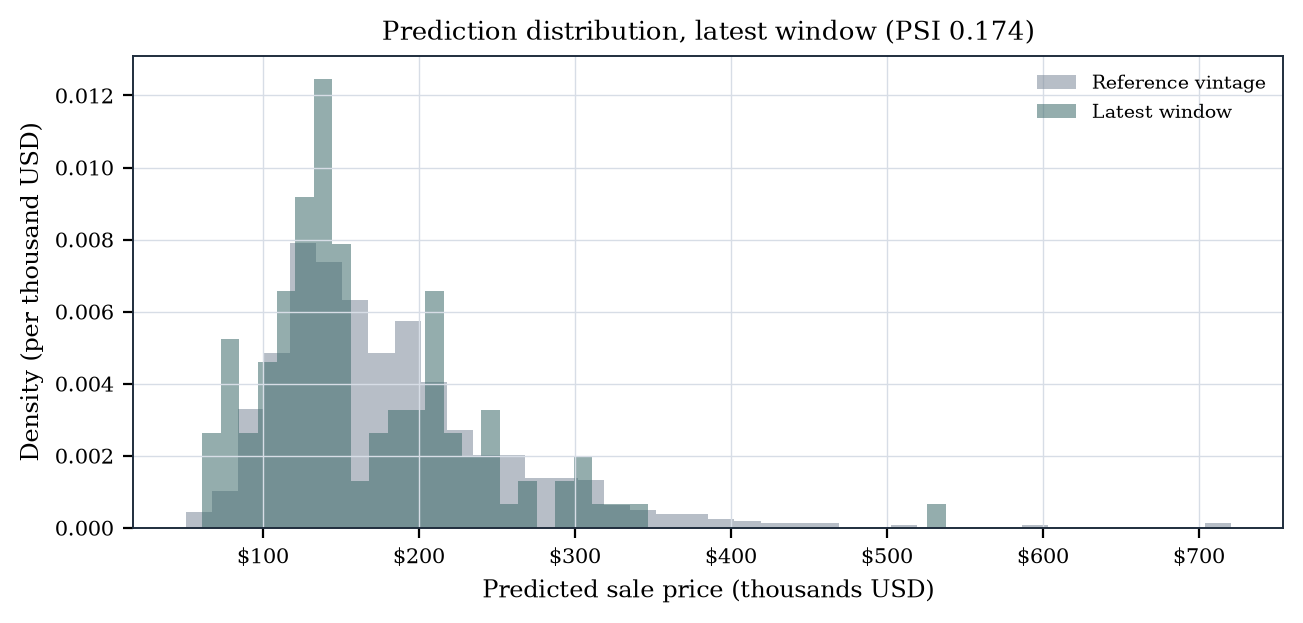 Prediction distribution, latest window (PSI 0.174)
Reference vintage
Latest window
Density (per thousand USD)
0.012
0.010
0.008
0.006
0.004
0.002
0.000
$100 $200 $300 $400 $500 $600 $700
Predicted sale price (thousands USD)